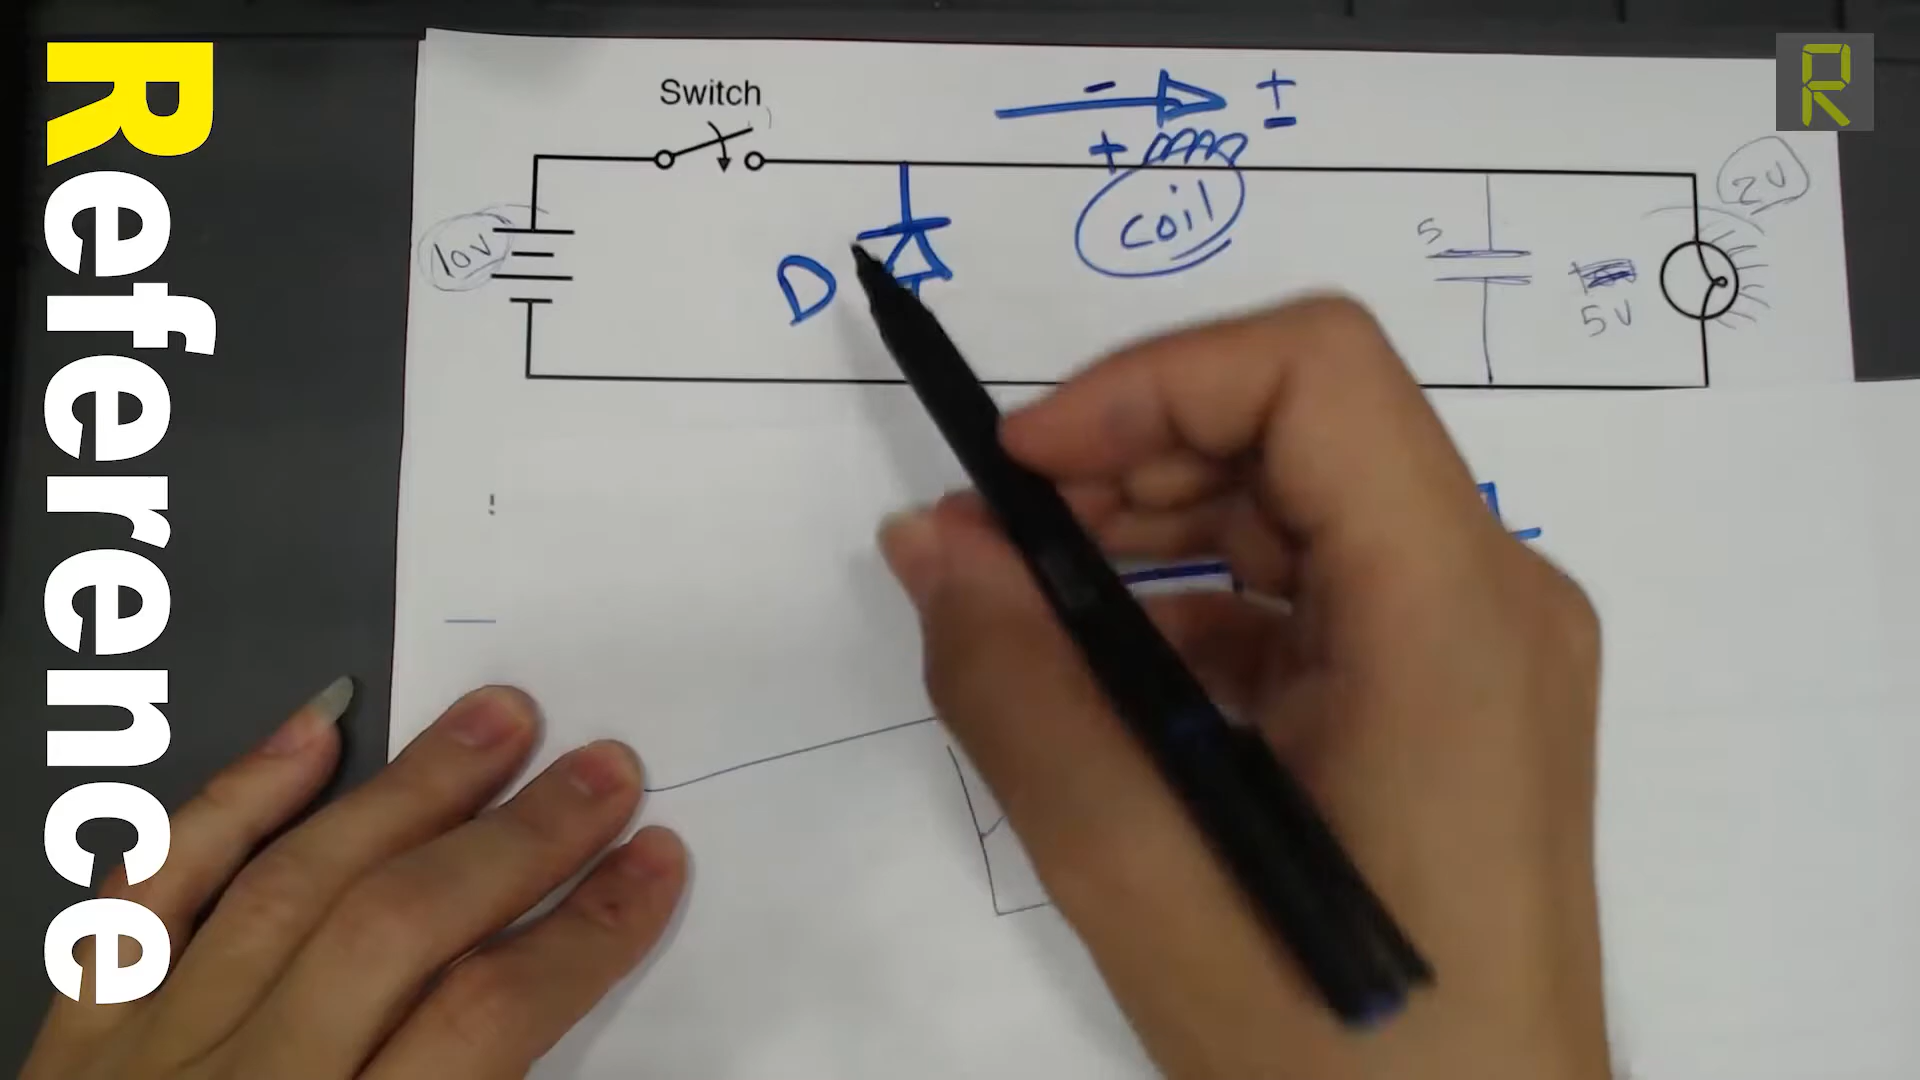 Reference
Switch
- +
+ -
10V
D
coil
5
5V
2V
!
R